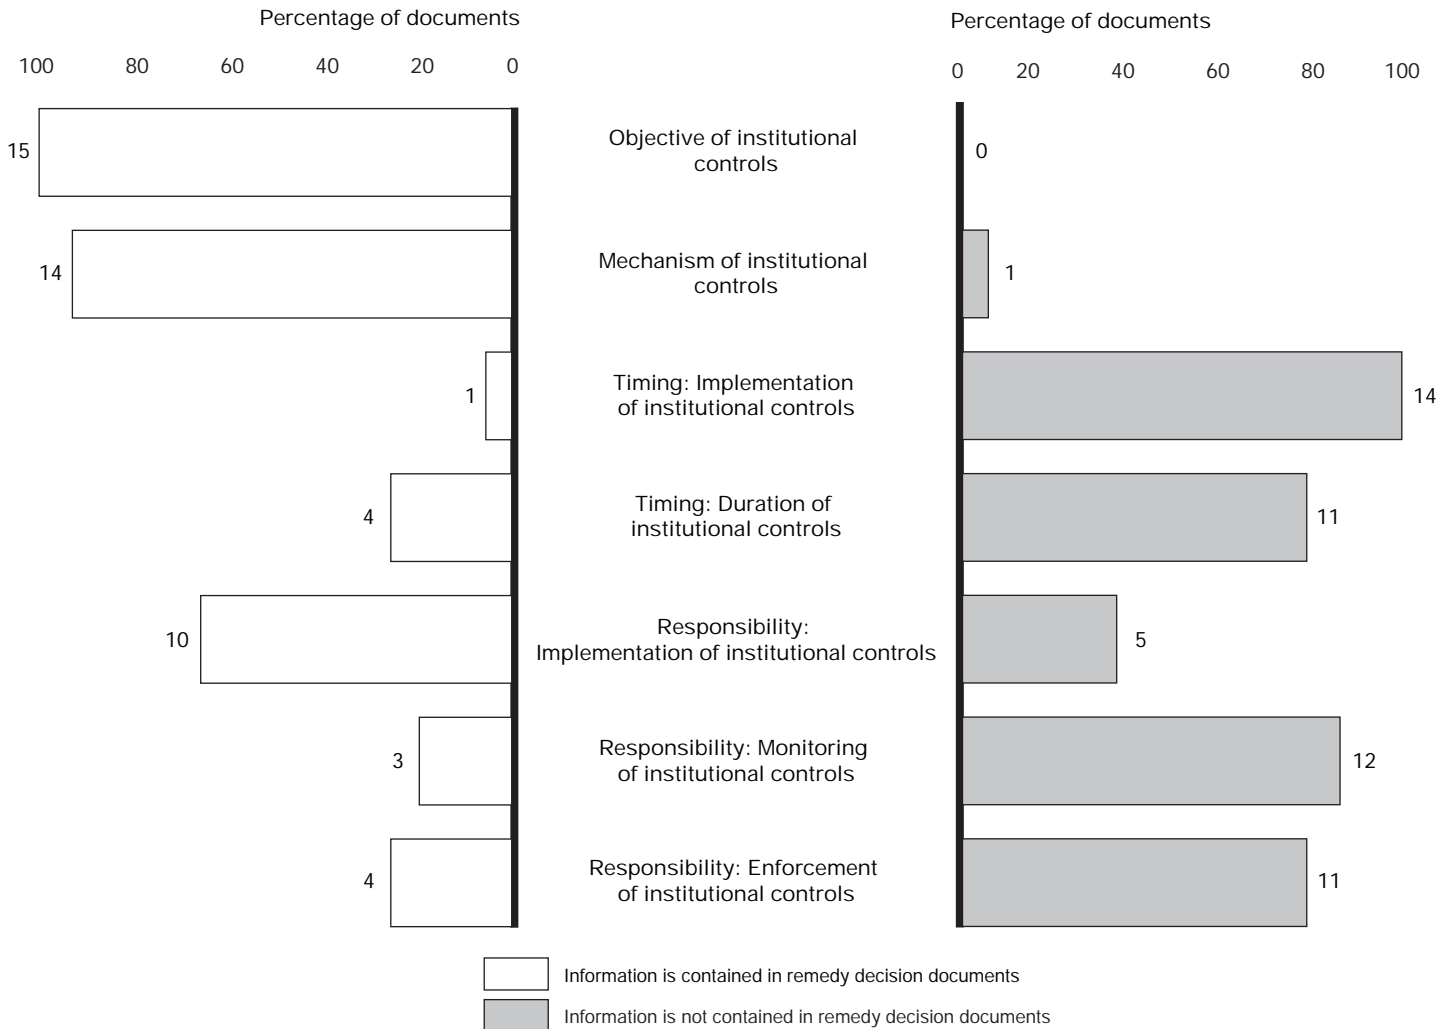 Percentage of documents
Percentage of documents
100 80 60 40 20 0
0 20 40 60 80 100
15
Objective of institutional
controls
0
14
Mechanism of institutional
controls
1
1
Timing: Implementation
of institutional controls
14
4
Timing: Duration of
institutional controls
11
10
Responsibility:
Implementation of institutional controls
5
3
Responsibility: Monitoring
of institutional controls
12
4
Responsibility: Enforcement
of institutional controls
11
Information is contained in remedy decision documents
Information is not contained in remedy decision documents